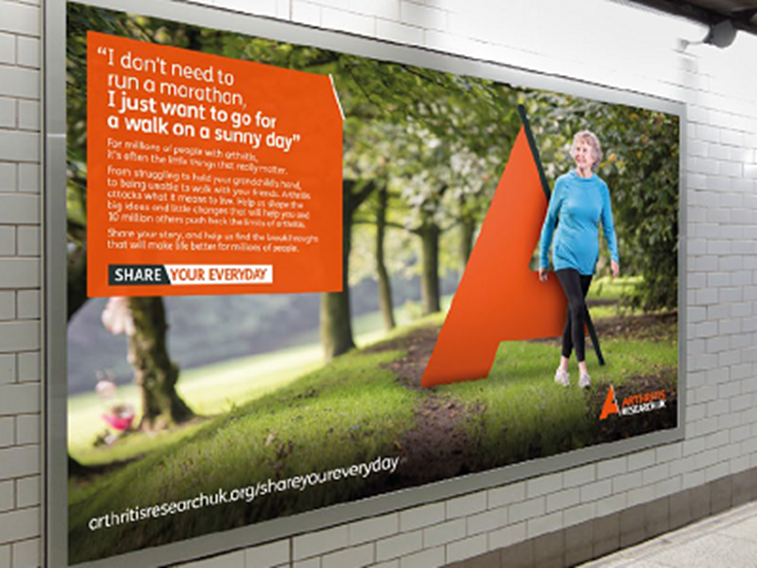 “I don't need to
run a marathon,
I just want to go for
a walk on a sunny day”
For millions of people with arthritis,
it's often the little things that really matter.
From struggling to hold your grandchild's hand,
to being unable to walk with your friends. Arthritis
attacks what it means to live. Help us shape the
big ideas and little changes that will help you and
10 million others push back the limits of arthritis.
Share your story, and help us find the breakthroughs
that will make life better for millions of people.
SHARE YOUR EVERYDAY
ARTHRITIS
RESEARCH UK
arthritisresearchuk.org/shareyoureveryday